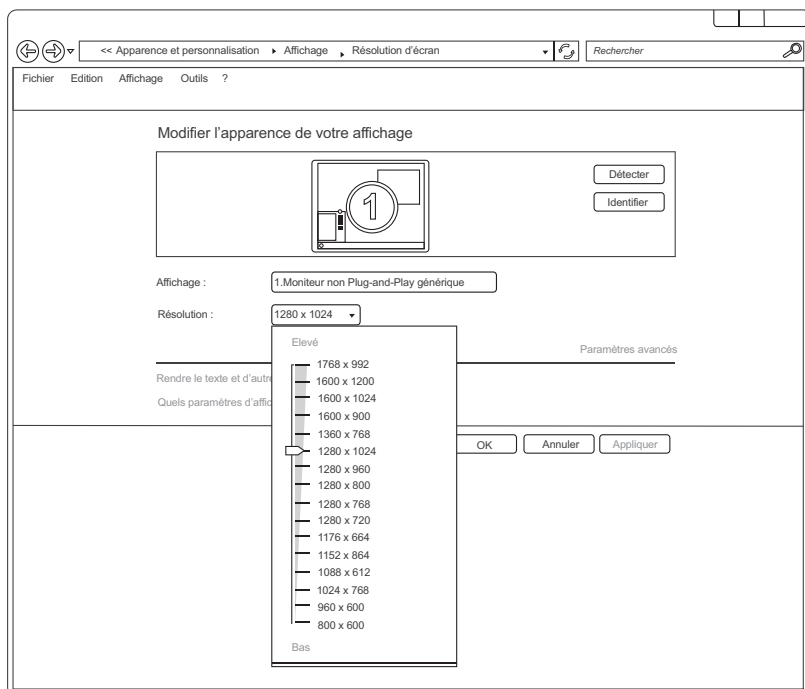 << Apparence et personnalisation Affichage Résolution d'écran
Rechercher
Fichier Edition Affichage Outils ?
Modifier l'apparence de votre affichage
1
Détecter
Identifier
Affichage : 1.Moniteur non Plug-and-Play générique
Résolution : 1280 x 1024
Elevé
Paramètres avancés
1768 x 992
Rendre le texte et d'autre
1600 x 1200
1600 x 1024
Quels paramètres d'affic
1600 x 900
1360 x 768
1280 x 1024
OK Annuler Appliquer
1280 x 960
1280 x 800
1280 x 768
1280 x 720
1176 x 664
1152 x 864
1088 x 612
1024 x 768
960 x 600
800 x 600
Bas